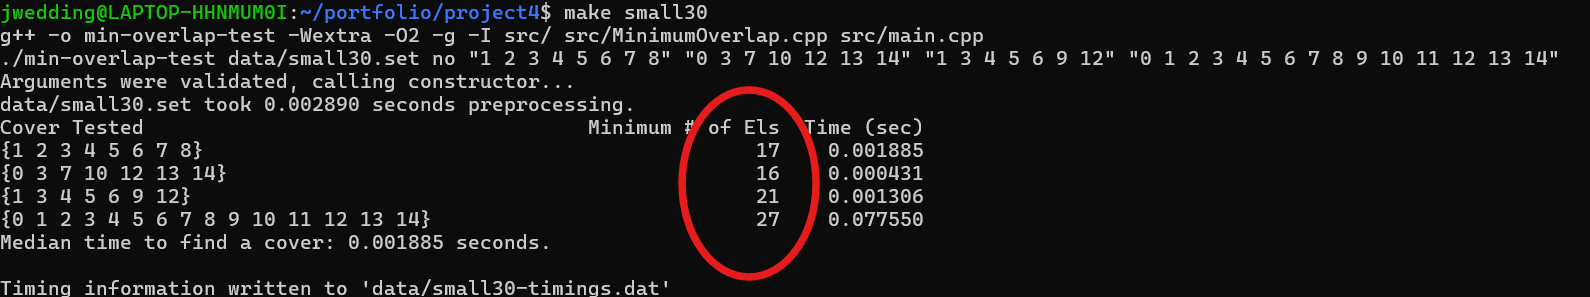 jwedding@LAPTOP-HHNMUM0I:~/portfolio/project4$ make small30
g++ -o min-overlap-test -Wextra -O2 -g -I src/ src/MinimumOverlap.cpp src/main.cpp
./min-overlap-test data/small30.set no "1 2 3 4 5 6 7 8" "0 3 7 10 12 13 14" "1 3 4 5 6 9 12" "0 1 2 3 4 5 6 7 8 9 10 11 12 13 14"
Arguments were validated, calling constructor...
data/small30.set took 0.002890 seconds preprocessing.
Cover Tested Minimum # of Els Time (sec)
{1 2 3 4 5 6 7 8} 17 0.001885
{0 3 7 10 12 13 14} 16 0.000431
{1 3 4 5 6 9 12} 21 0.001306
{0 1 2 3 4 5 6 7 8 9 10 11 12 13 14} 27 0.077550
Median time to find a cover: 0.001885 seconds.
Timing information written to 'data/small30-timings.dat'